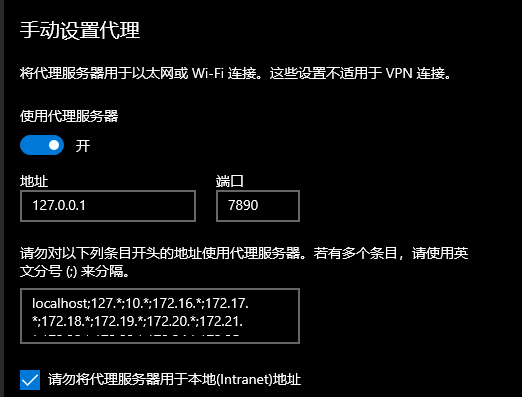 手动设置代理
将代理服务器用于以太网或 Wi-Fi 连接。这些设置不适用于 VPN 连接。
使用代理服务器
开
地址 端口
127.0.0.1 7890
请勿对以下列条目开头的地址使用代理服务器。若有多个条目，请使用英
文分号 (;) 来分隔。
localhost;127.*;10.*;172.16.*;172.17.
*;172.18.*;172.19.*;172.20.*;172.21.
请勿将代理服务器用于本地(Intranet)地址